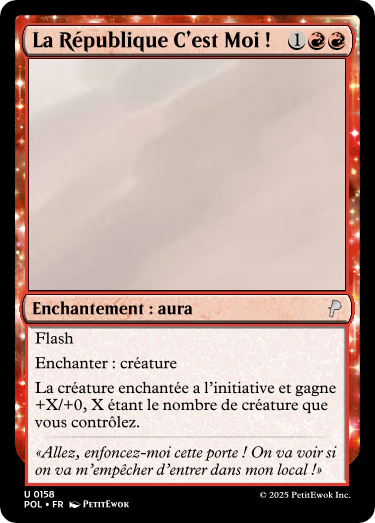 La République C'est Moi !
1
Enchantement : aura
Flash
Enchanter : créature
La créature enchantée a l'initiative et gagne
+X/+0, X étant le nombre de créature que
vous contrôlez.
«Allez, enfoncez-moi cette porte ! On va voir si
on va m'empêcher d'entrer dans mon local !»
U 0158
POL • FR PetitEwok
© 2025 PetitEwok Inc.